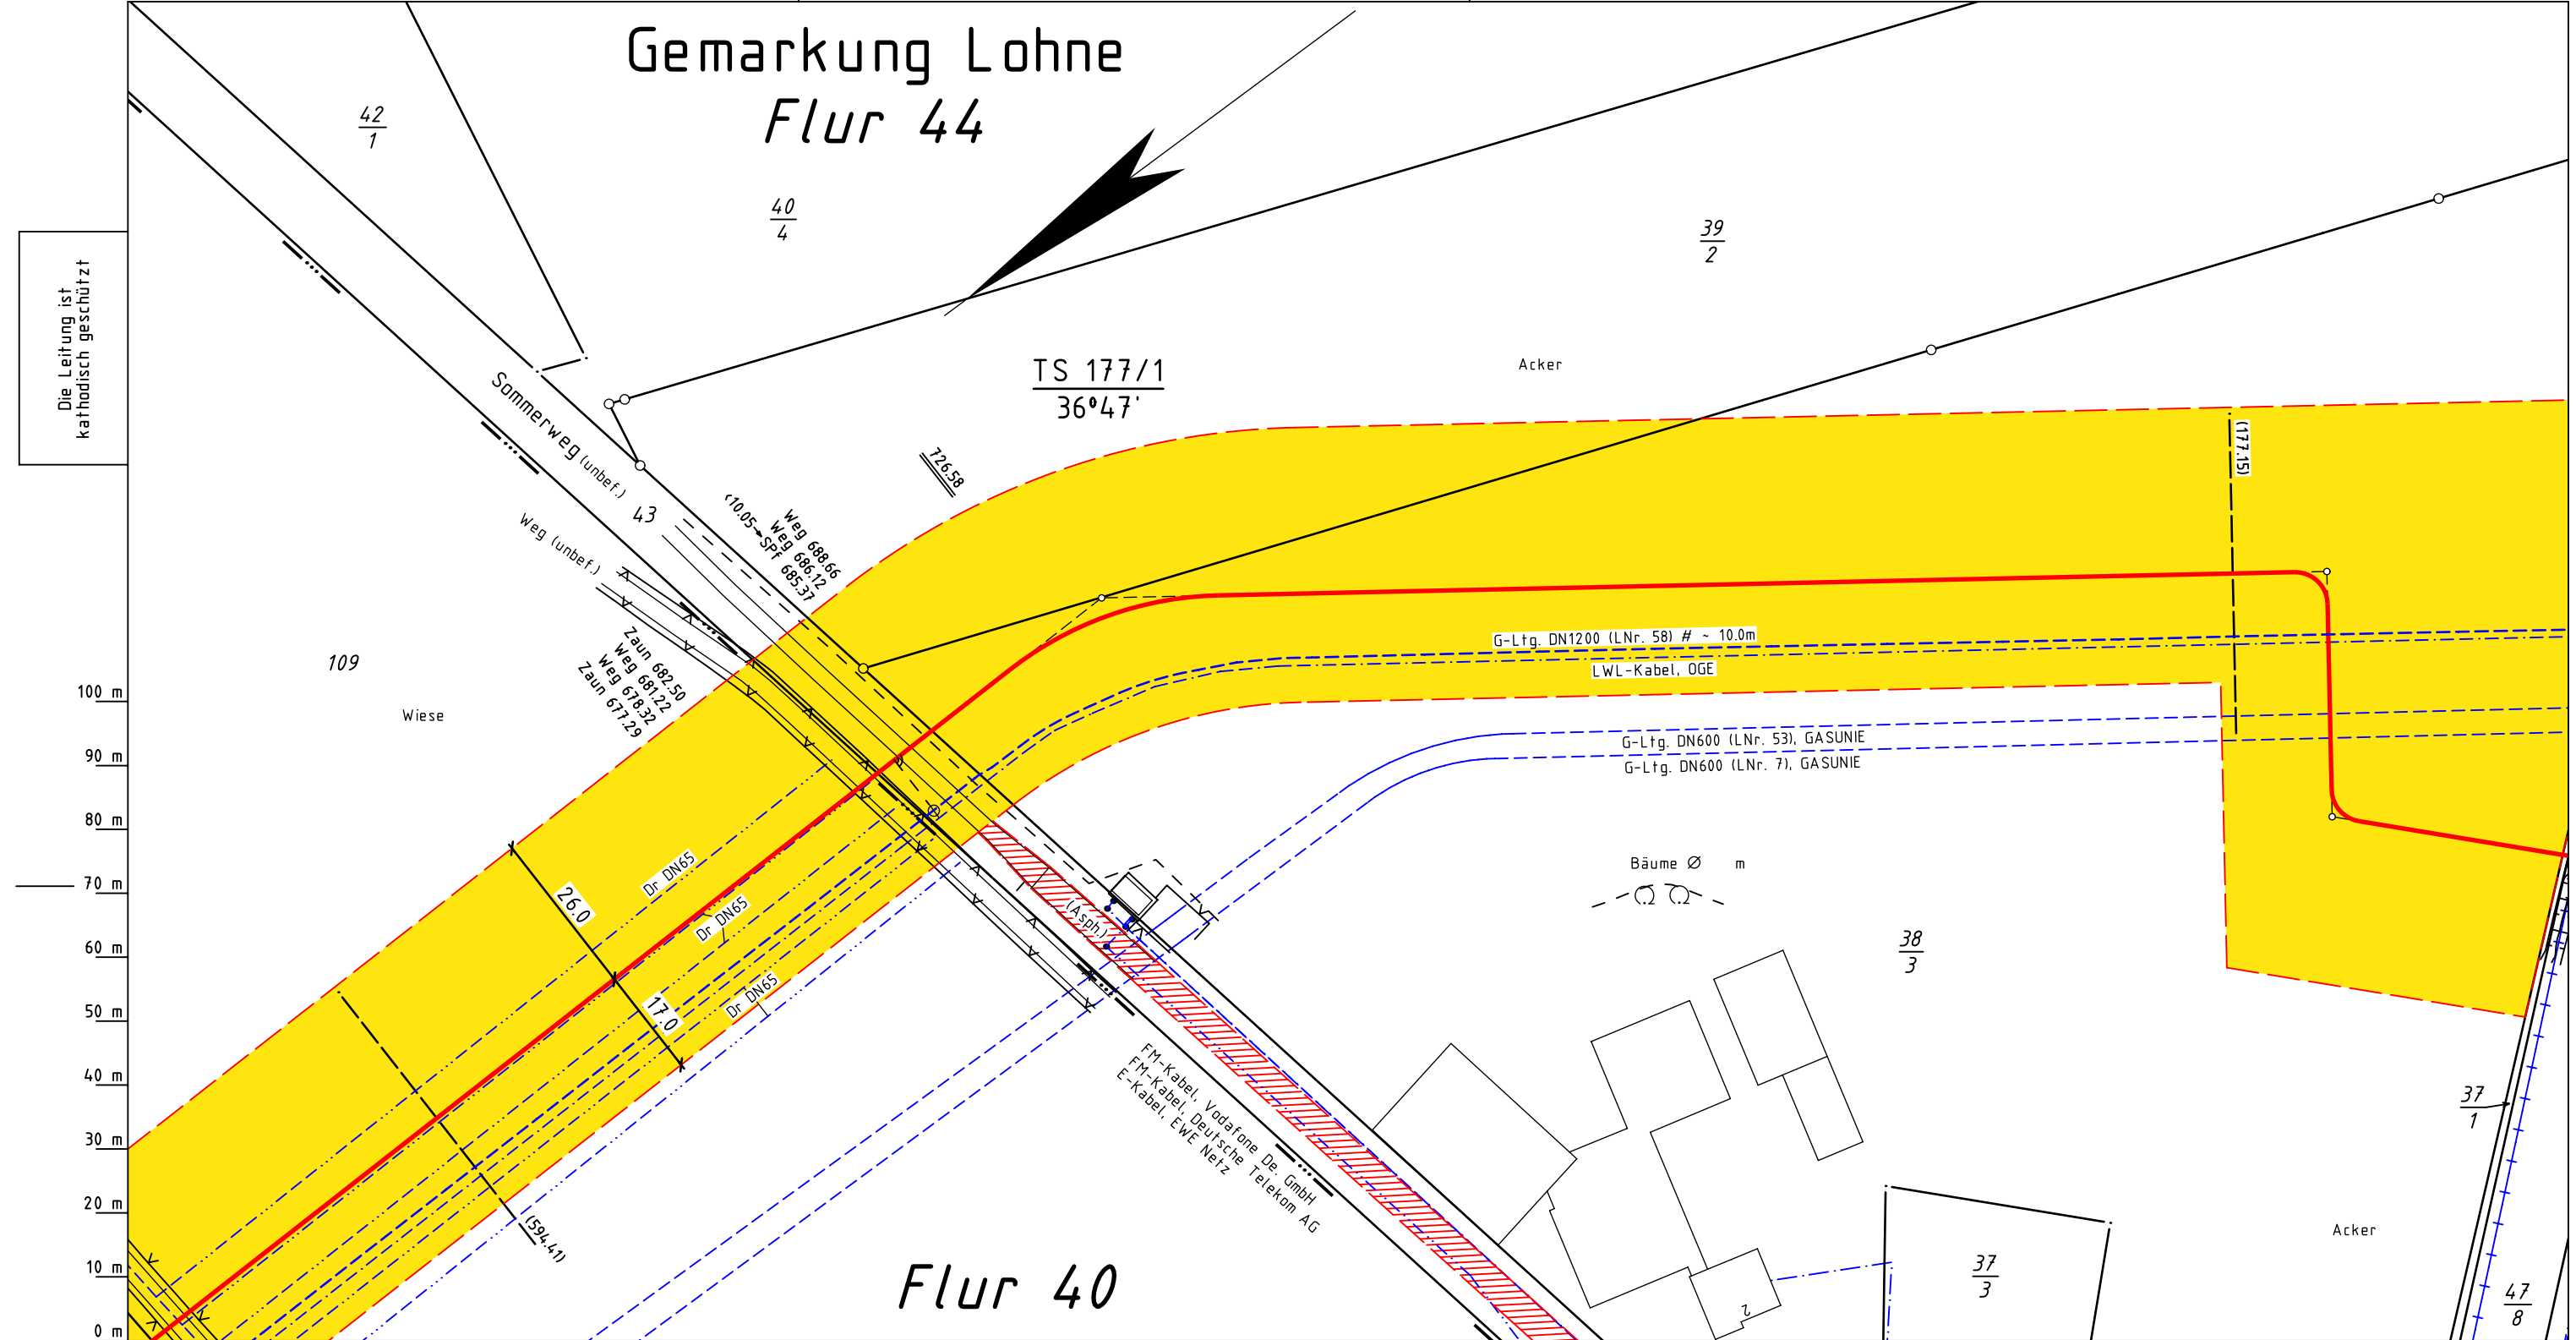 Gemarkung Lohne
Flur 44
42
1
40
4
39
2
Die Leitung ist
kathodisch geschützt
TS 177/1
36°47'
Acker
726.58
(177.15)
Sommerweg (unbef.)
43
Weg (unbef.)
Weg 688.66
Weg 686.12
<10.05 SPf 685.37
Zaun 682.50
Weg 681.22
Weg 678.32
Zaun 677.29
109
Wiese
G-Ltg. DN1200 (LNr. 58) # ~ 10.0m
LWL-Kabel, OGE
G-Ltg. DN600 (LNr. 53), GASUNIE
G-Ltg. DN600 (LNr. 7), GASUNIE
100 m
90 m
80 m
70 m
60 m
50 m
40 m
30 m
20 m
10 m
0 m
Dr DN65
Dr DN65
Dr DN65
26.0
17.0
(594.41)
(Asph.)
Bäume Ø m
38
3
FM-Kabel, Vodafone De. GmbH
FM-Kabel, Deutsche Telekom AG
E-Kabel, EWE Netz
37
1
Acker
37
3
2
47
8
Flur 40